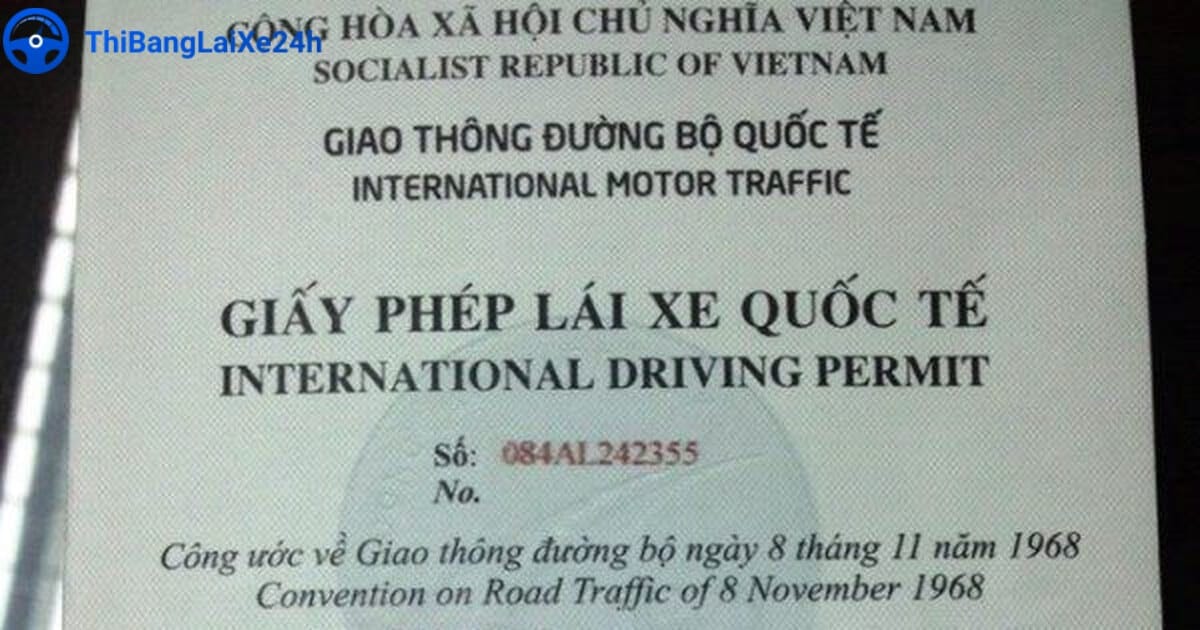 CỘNG HÒA XÃ HỘI CHỦ NGHĨA VIỆT NAM
ThiBangLaiXe24h
SOCIALIST REPUBLIC OF VIETNAM
GIAO THÔNG ĐƯỜNG BỘ QUỐC TẾ
INTERNATIONAL MOTOR TRAFFIC
GIẤY PHÉP LÁI XE QUỐC TẾ
INTERNATIONAL DRIVING PERMIT
Số: 084AL242355
No.
Công ước về Giao thông đường bộ ngày 8 tháng 11 năm 1968
Convention on Road Traffic of 8 November 1968